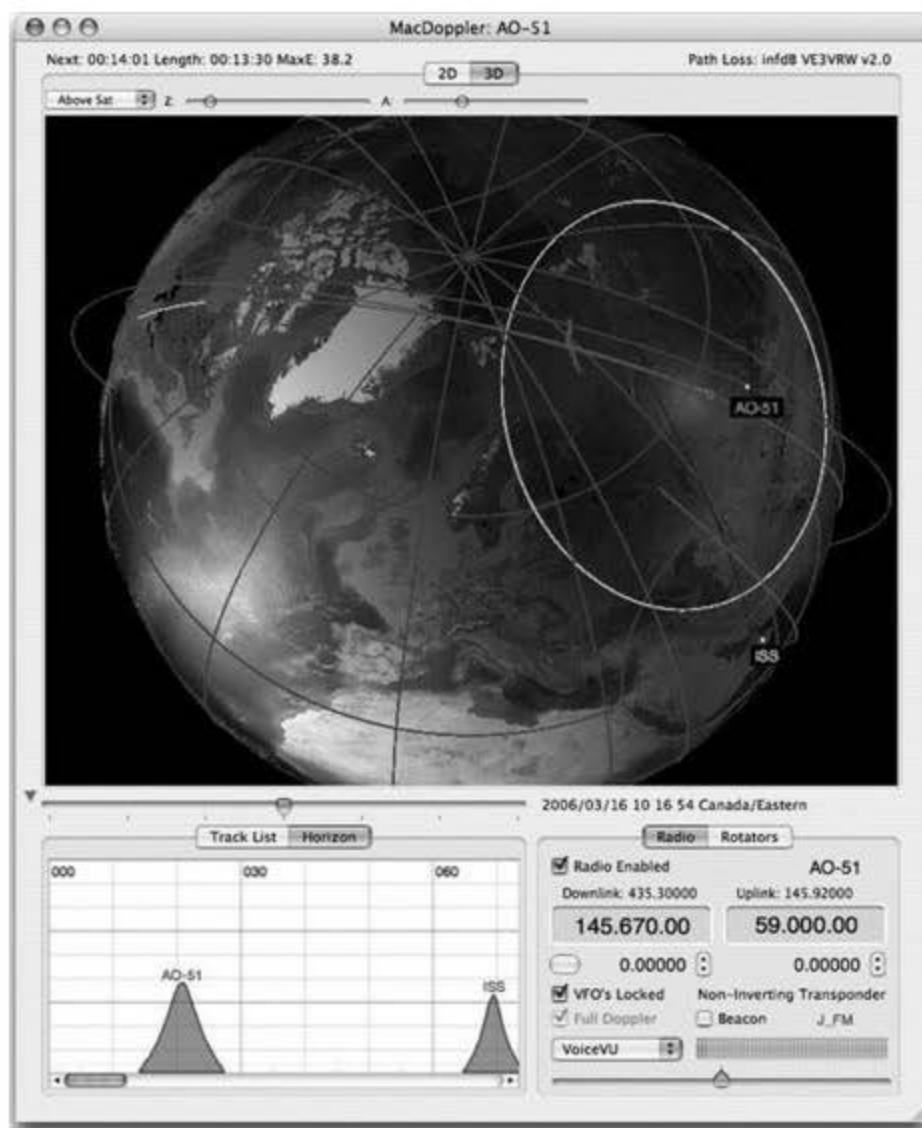 MacDoppler: AO-51
Next: 00:14:01 Length: 00:13:30 MaxE: 38.2
Path Loss: infdB VE3VRW v2.0
2D 3D
Above Sat Z: A:
AO-51
ISS
2006/03/16 10 16 54 Canada/Eastern
Track List Horizon
Radio Rotators
000 030 060
AO-51
ISS
Radio Enabled AO-51
Downlink: 435.30000 Uplink: 145.92000
145.670.00 59.000.00
0.00000 0.00000
VFO's Locked Non-Inverting Transponder
Full Doppler Beacon J_FM
VoiceVU